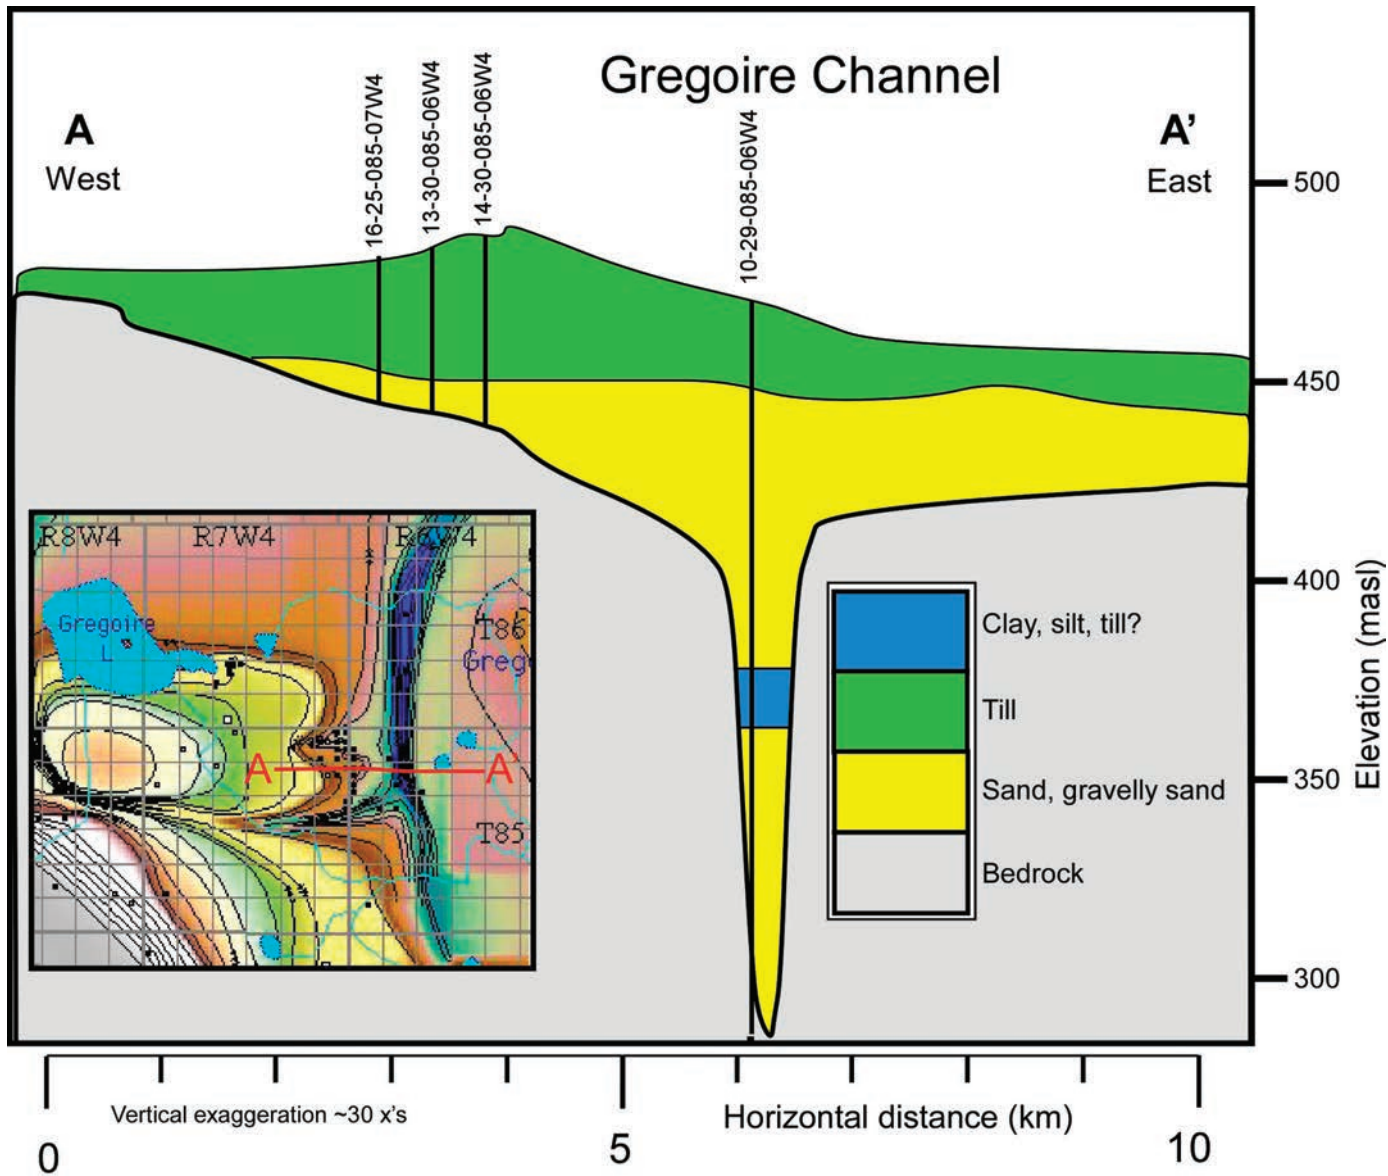 Gregoire Channel
A
West
A’
East
16-25-085-07W4
13-30-085-06W4
14-30-085-06W4
10-29-085-06W4
500
450
400
350
300
Elevation (masl)
R8W4
R7W4
R6W4
Gregoire
L
T86
Greg
A
A'
T85
Clay, silt, till?
Till
Sand, gravelly sand
Bedrock
Vertical exaggeration ~30 x's
Horizontal distance (km)
0
5
10